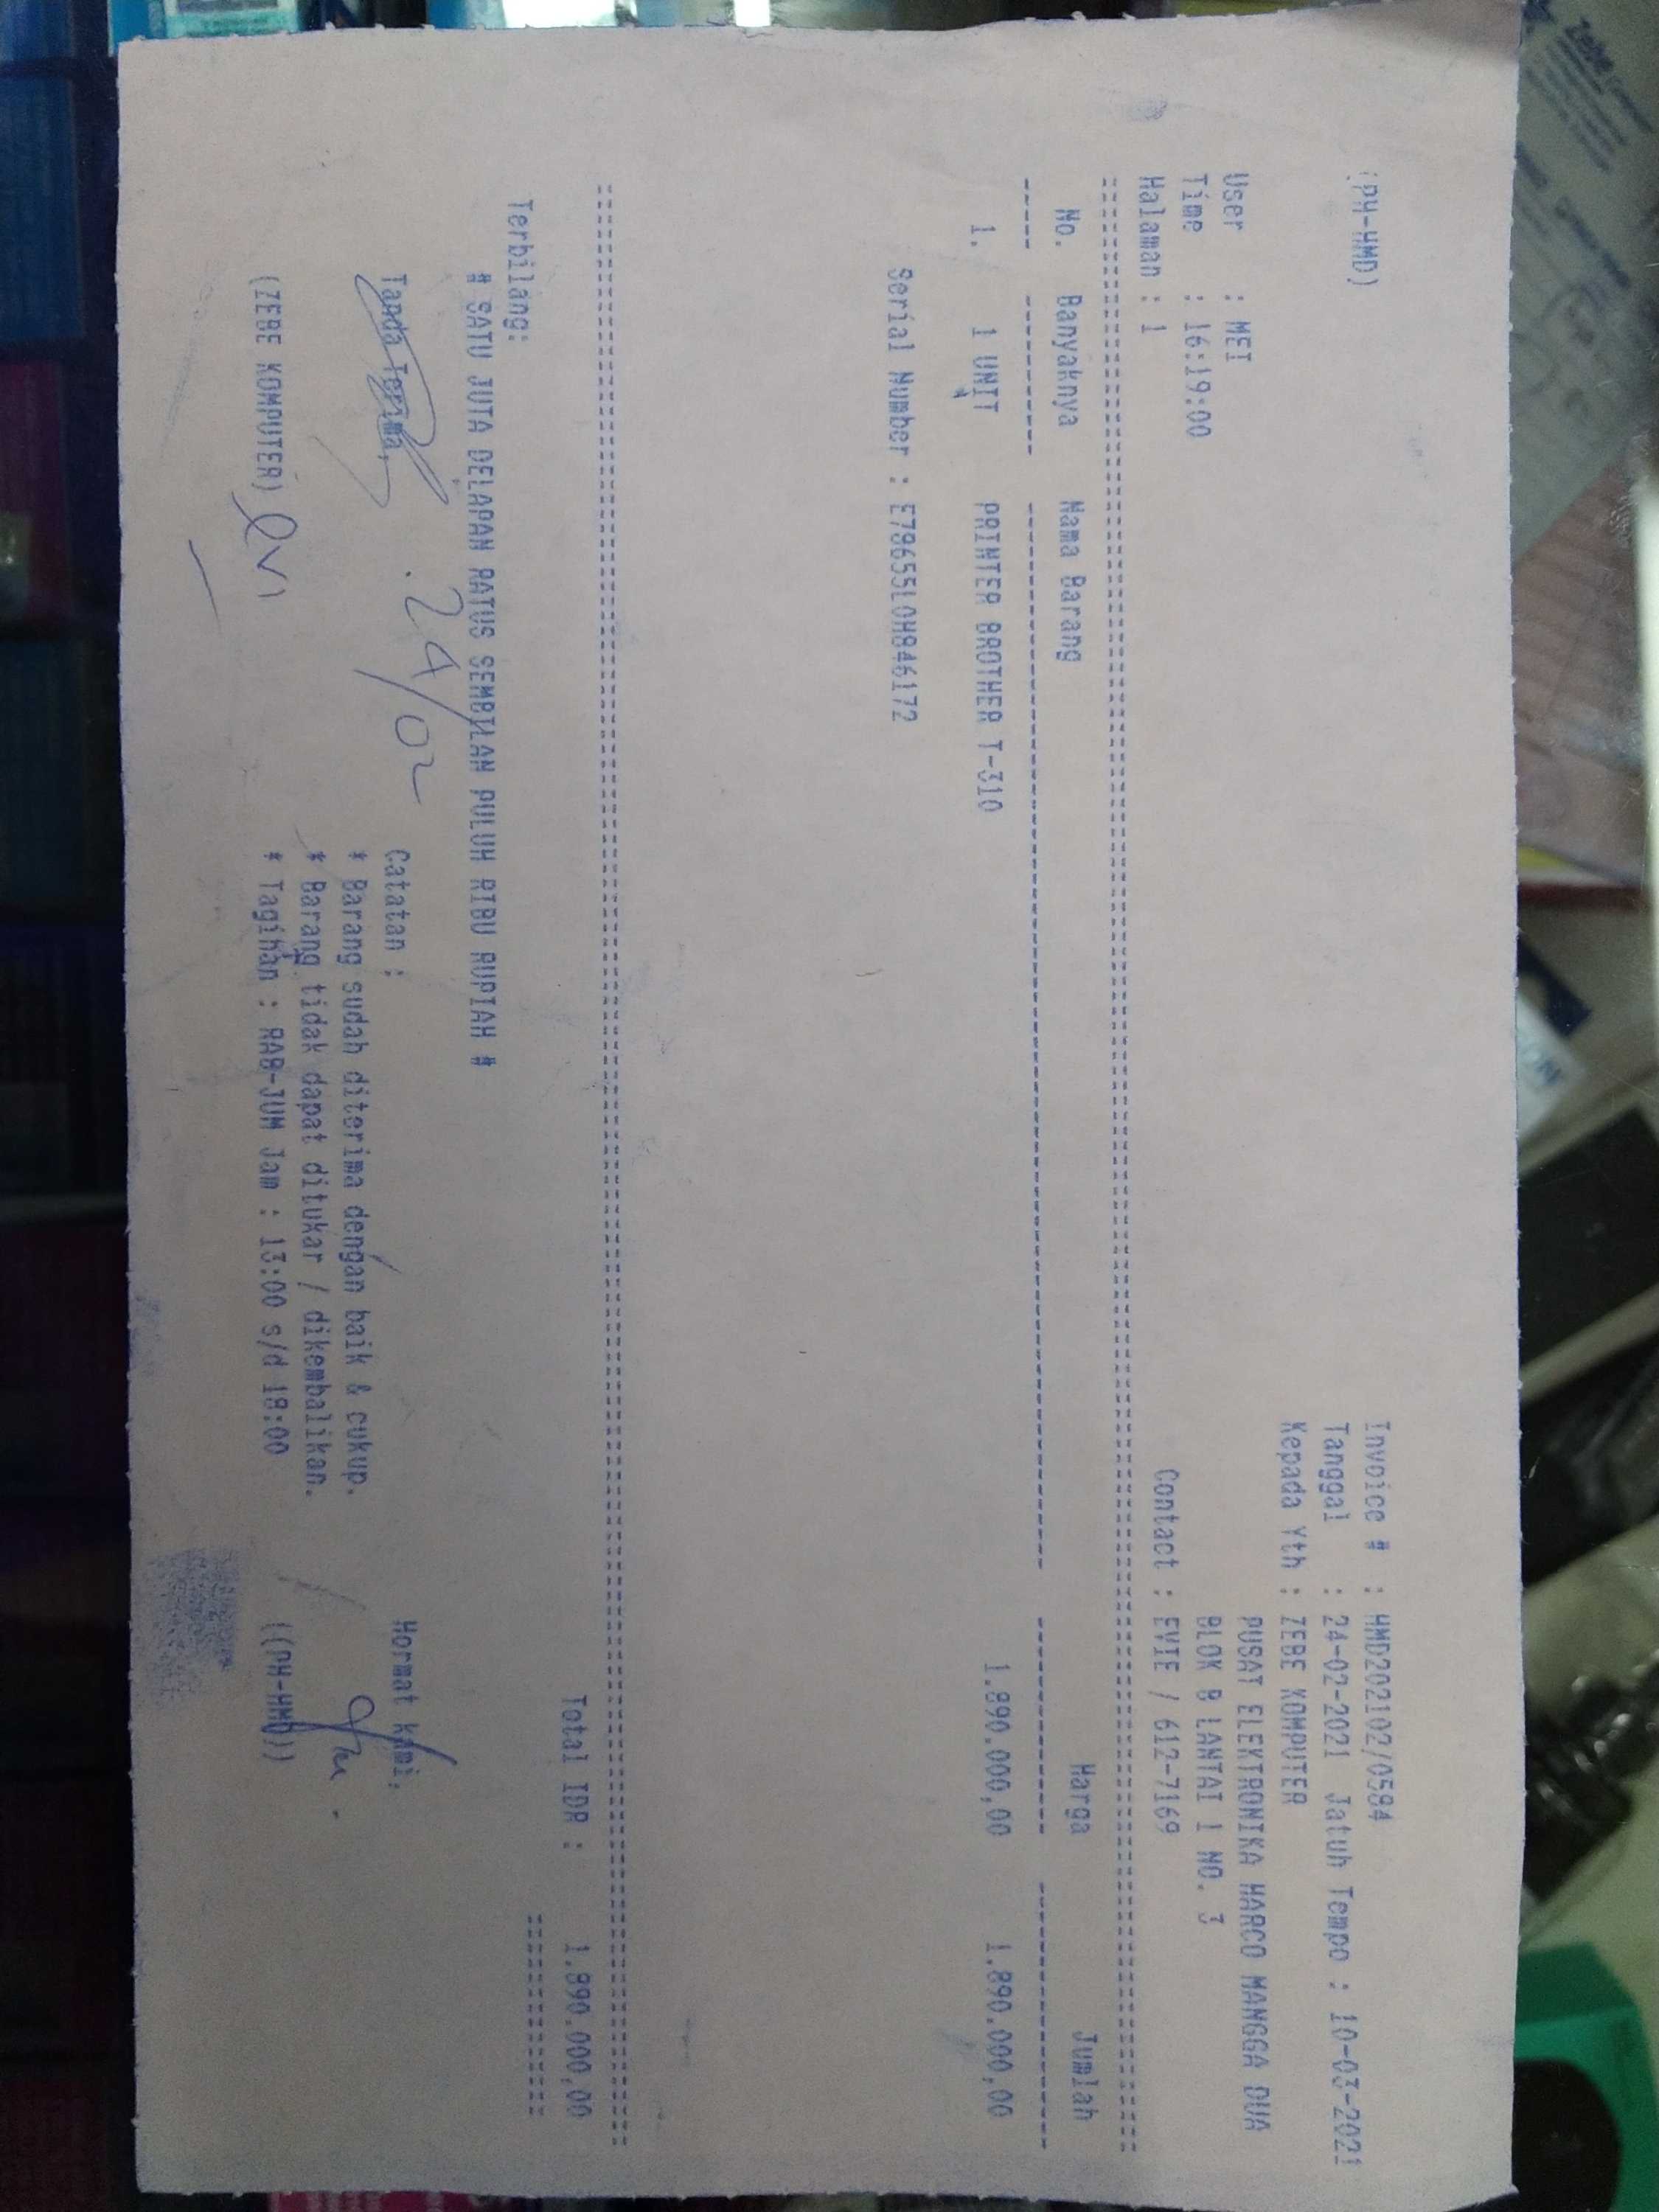 (PH-HMD)
Invoice # : HMD202102/0584
Tanggal : 24-02-2021 Jatuh Tempo : 10-03-2021
Kepada Yth : ZEBE KOMPUTER
User : MEI
PUSAT ELEKTRONIKA HARCO MANGGA DUA
Time : 16:19:00
BLOK B LANTAI 1 NO. 3
Halaman : 1
Contact : EVIE / 612-7169
No. Banyaknya Nama Barang Harga Jumlah
1. 1 UNIT PRINTER BROTHER T-310 1.890.000,00 1.890.000,00
Serial Number : E78655L0H846172
Total IDR : 1.890.000,00
Terbilang:
# SATU JUTA DELAPAN RATUS SEMBILAN PULUH RIBU RUPIAH #
24/02
Tanda Terima,
Catatan :
Hormat kami,
* Barang sudah diterima dengan baik & cukup.
* Barang tidak dapat ditukar / dikembalikan.
* Tagihan : RAB-JUM Jam : 13:00 s/d 18:00
(ZEBE KOMPUTER)
((PH-HMD))
Zebe